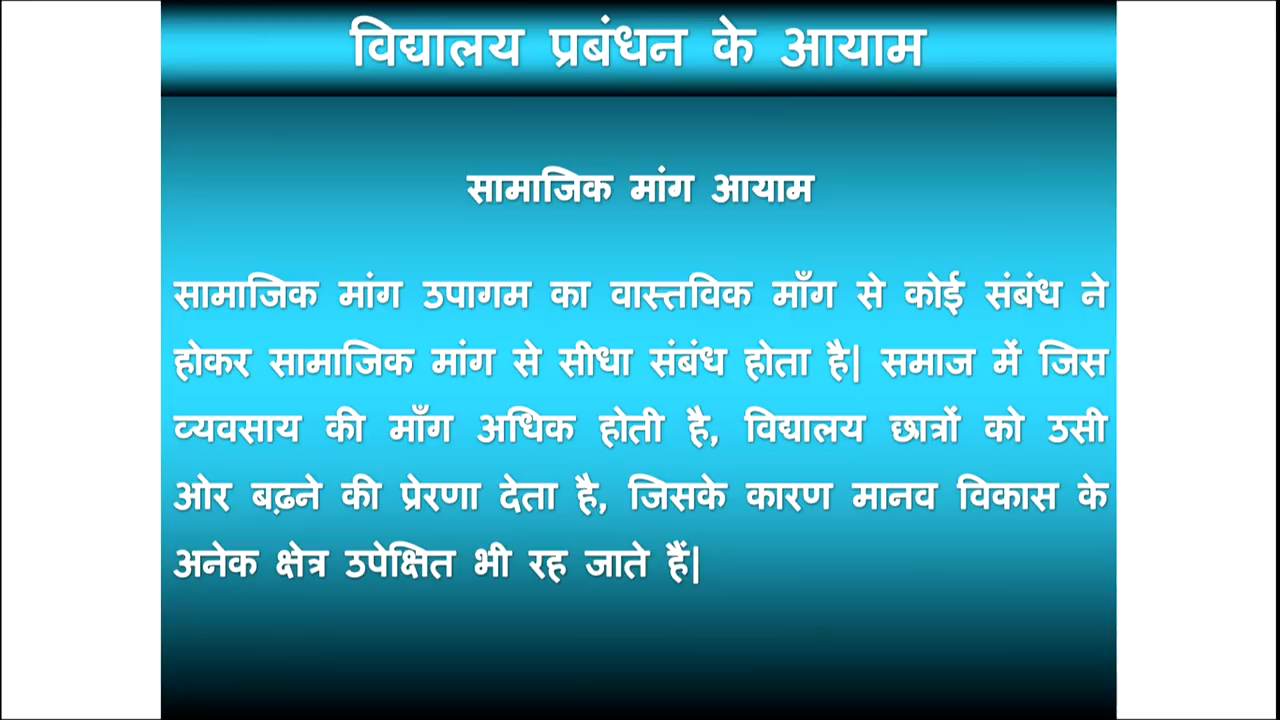 विद्यालय प्रबंधन के आयाम
सामाजिक मांग आयाम
सामाजिक मांग उपागम का वास्तविक माँग से कोई संबंध ने
होकर सामाजिक मांग से सीधा संबंध होता है| समाज में जिस
व्यवसाय की माँग अधिक होती है, विद्यालय छात्रों को उसी
ओर बढ़ने की प्रेरणा देता है, जिसके कारण मानव विकास के
अनेक क्षेत्र उपेक्षित भी रह जाते हैं|